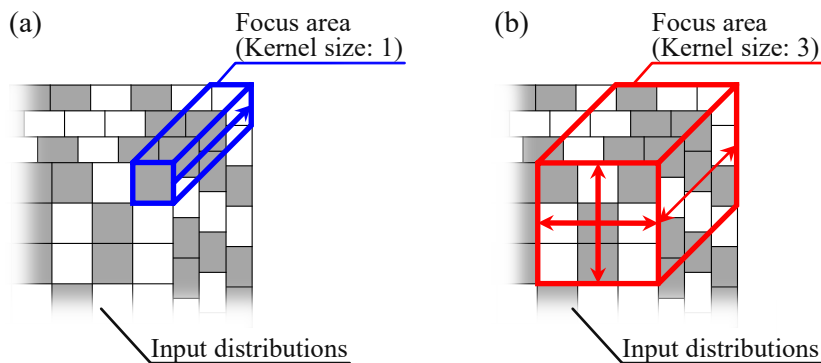 (a)
Focus area
(Kernel size: 1)
Input distributions
(b)
Focus area
(Kernel size: 3)
Input distributions